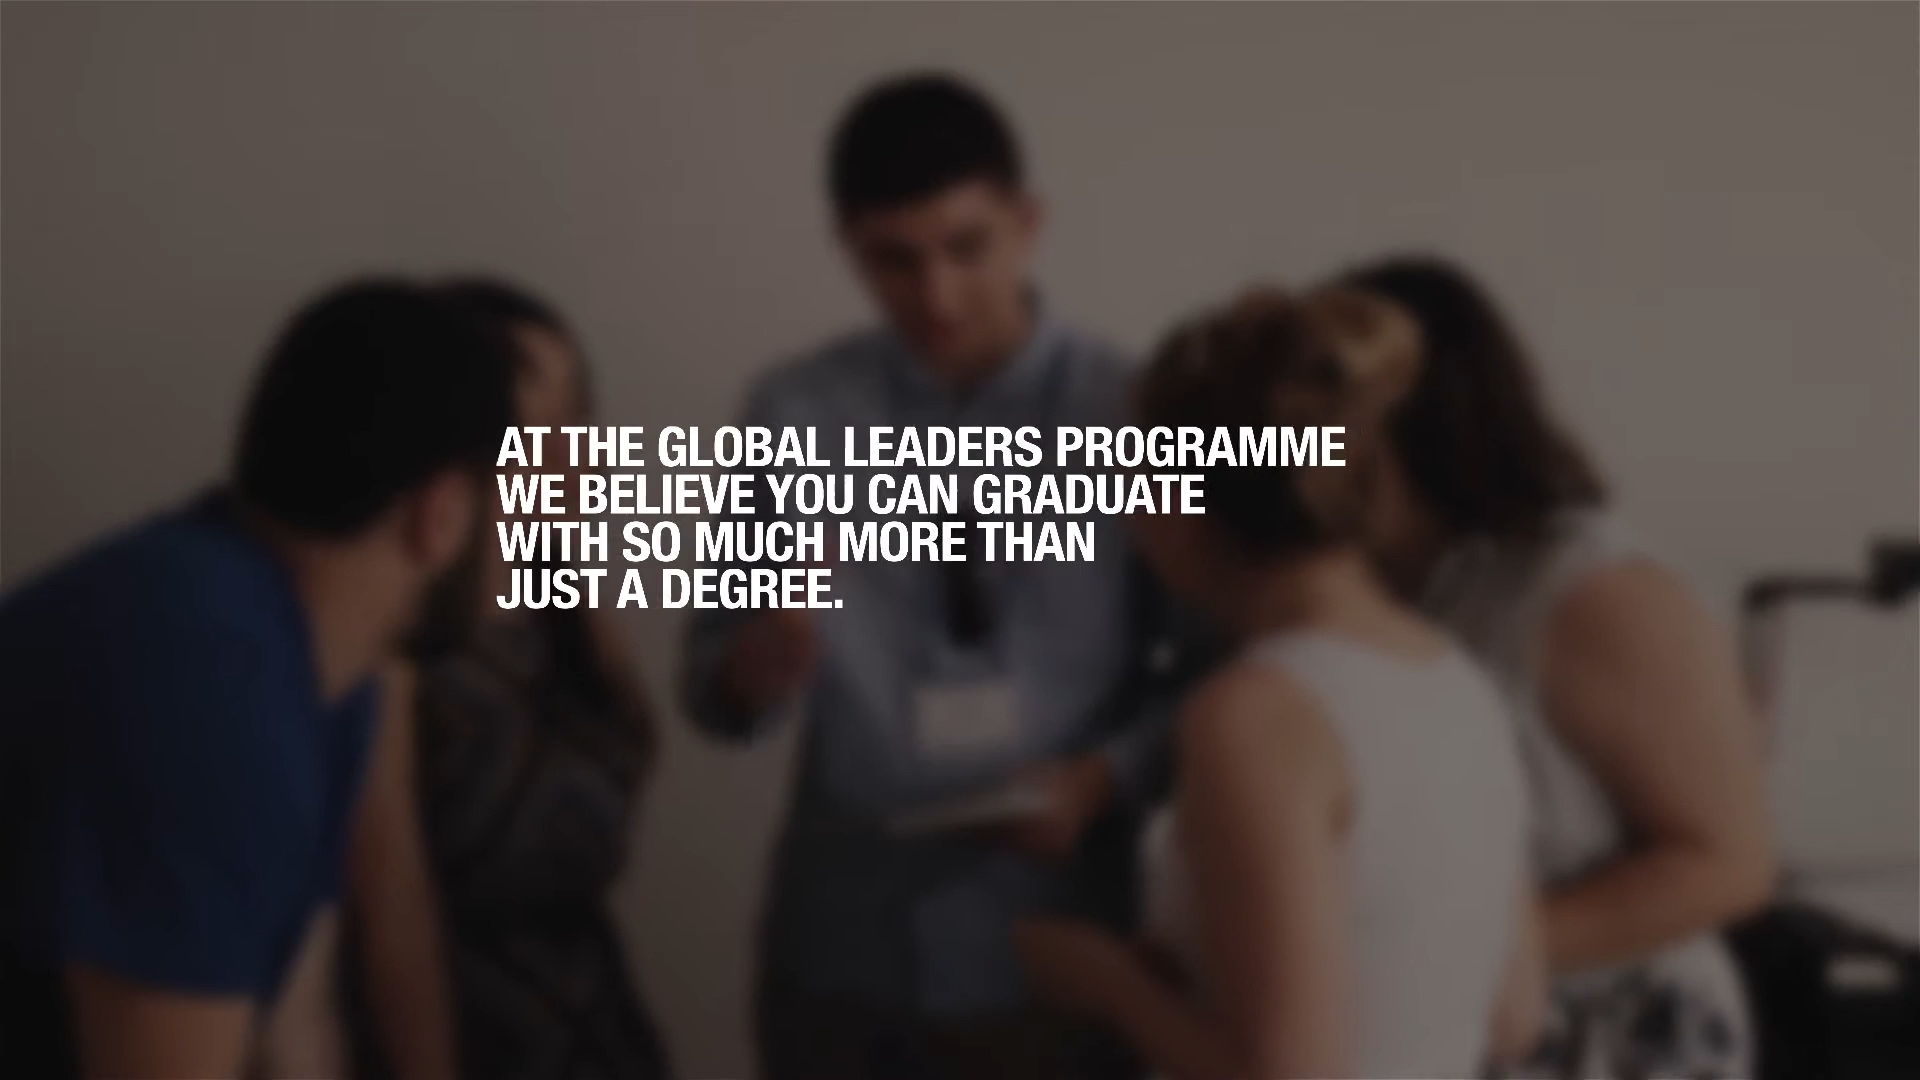 AT THE GLOBAL LEADERS PROGRAMME
WE BELIEVE YOU CAN GRADUATE
WITH SO MUCH MORE THAN
JUST A DEGREE.